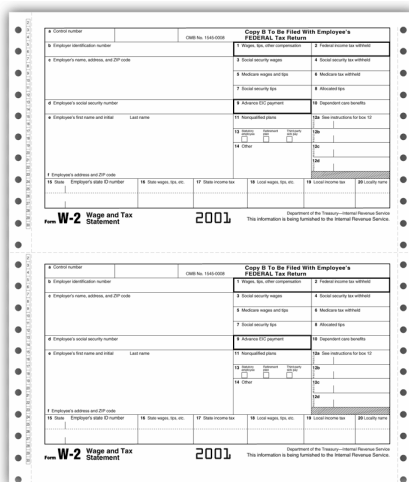 a Control number
OMB No. 1545-0008
Copy B To Be Filed With Employee's
FEDERAL Tax Return
b Employer identification number
1 Wages, tips, other compensation
2 Federal income tax withheld
c Employer's name, address, and ZIP code
3 Social security wages
4 Social security tax withheld
5 Medicare wages and tips
6 Medicare tax withheld
7 Social security tips
8 Allocated tips
d Employee's social security number
9 Advance EIC payment
10 Dependent care benefits
e Employee's first name and initial Last name
11 Nonqualified plans
12a See instructions for box 12
13 Statutory employee Retirement plan Third-party sick pay
12b
14 Other
12c
12d
f Employee's address and ZIP code
15 State Employer's state ID number
16 State wages, tips, etc.
17 State income tax
18 Local wages, tips, etc.
19 Local income tax
20 Locality name
Form W-2 Wage and Tax
Statement
2001
Department of the Treasury—Internal Revenue Service
This information is being furnished to the Internal Revenue Service
a Control number
OMB No. 1545-0008
Copy B To Be Filed With Employee's
FEDERAL Tax Return
b Employer identification number
1 Wages, tips, other compensation
2 Federal income tax withheld
c Employer's name, address, and ZIP code
3 Social security wages
4 Social security tax withheld
5 Medicare wages and tips
6 Medicare tax withheld
7 Social security tips
8 Allocated tips
d Employee's social security number
9 Advance EIC payment
10 Dependent care benefits
e Employee's first name and initial Last name
11 Nonqualified plans
12a See instructions for box 12
13 Statutory employee Retirement plan Third-party sick pay
12b
14 Other
12c
12d
f Employee's address and ZIP code
15 State Employer's state ID number
16 State wages, tips, etc.
17 State income tax
18 Local wages, tips, etc.
19 Local income tax
20 Locality name
Form W-2 Wage and Tax
Statement
2001
Department of the Treasury—Internal Revenue Service
This information is being furnished to the Internal Revenue Service